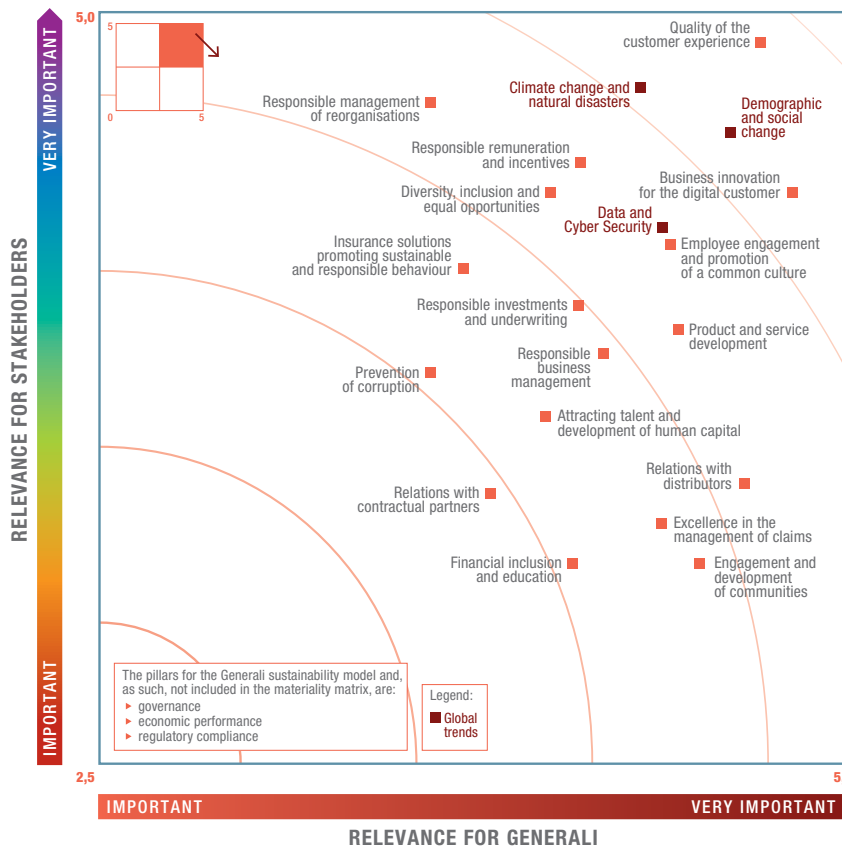 5,0
5
0
5
Quality of the
customer experience
Climate change and
natural disasters
Demographic
and social
change
Responsible management
of reorganisations
Responsible remuneration
and incentives
Business innovation
for the digital customer
Diversity, inclusion and
equal opportunities
Data and
Cyber Security
Employee engagement
and promotion
of a common culture
Insurance solutions
promoting sustainable
and responsible behaviour
Responsible investments
and underwriting
Product and service
development
Responsible
business
management
Prevention
of corruption
Attracting talent and
development of human capital
Relations with
distributors
Relations with
contractual partners
Excellence in the
management of claims
Financial inclusion
and education
Engagement and
development
of communities
The pillars for the Generali sustainability model and,
as such, not included in the materiality matrix, are:
governance
economic performance
regulatory compliance
Legend:
Global
trends
VERY IMPORTANT
IMPORTANT
RELEVANCE FOR STAKEHOLDERS
2,5
5
IMPORTANT
VERY IMPORTANT
RELEVANCE FOR GENERALI